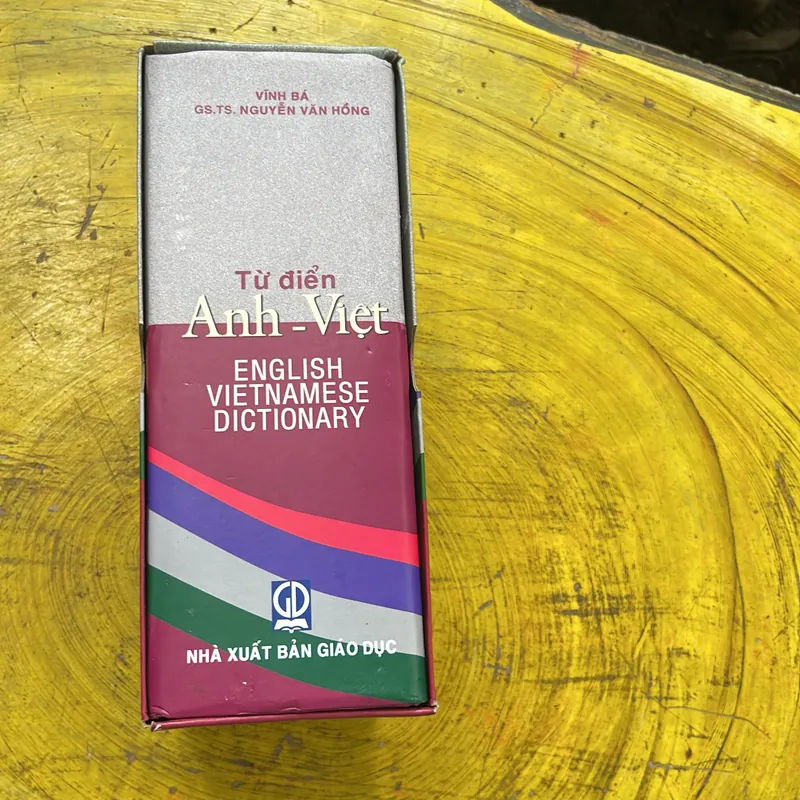 VĨNH BÁ
GS.TS. NGUYỄN VĂN HỒNG
Từ điển
Anh - Việt
ENGLISH
VIETNAMESE
DICTIONARY
GD
NHÀ XUẤT BẢN GIÁO DỤC